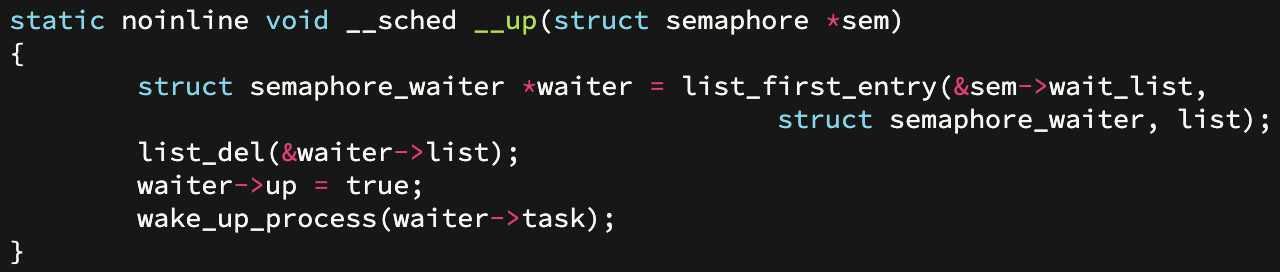 static noinline void __sched __up(struct semaphore *sem)
{
        struct semaphore_waiter *waiter = list_first_entry(&sem->wait_list,
                                                struct semaphore_waiter, list);
        list_del(&waiter->list);
        waiter->up = true;
        wake_up_process(waiter->task);
}